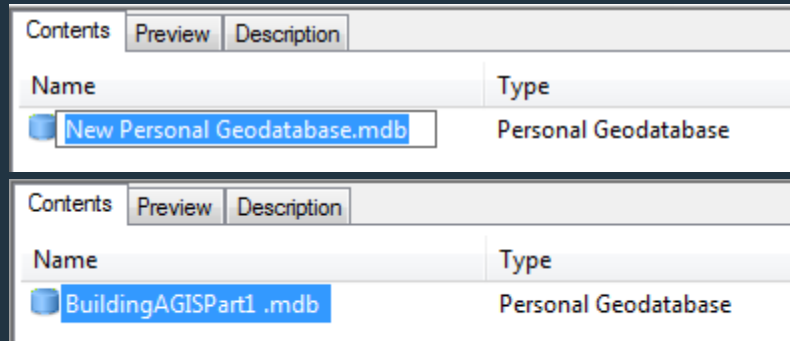 Contents Preview Description
Name Type
New Personal Geodatabase.mdb Personal Geodatabase
Contents Preview Description
Name Type
BuildingAGISPart1 .mdb Personal Geodatabase